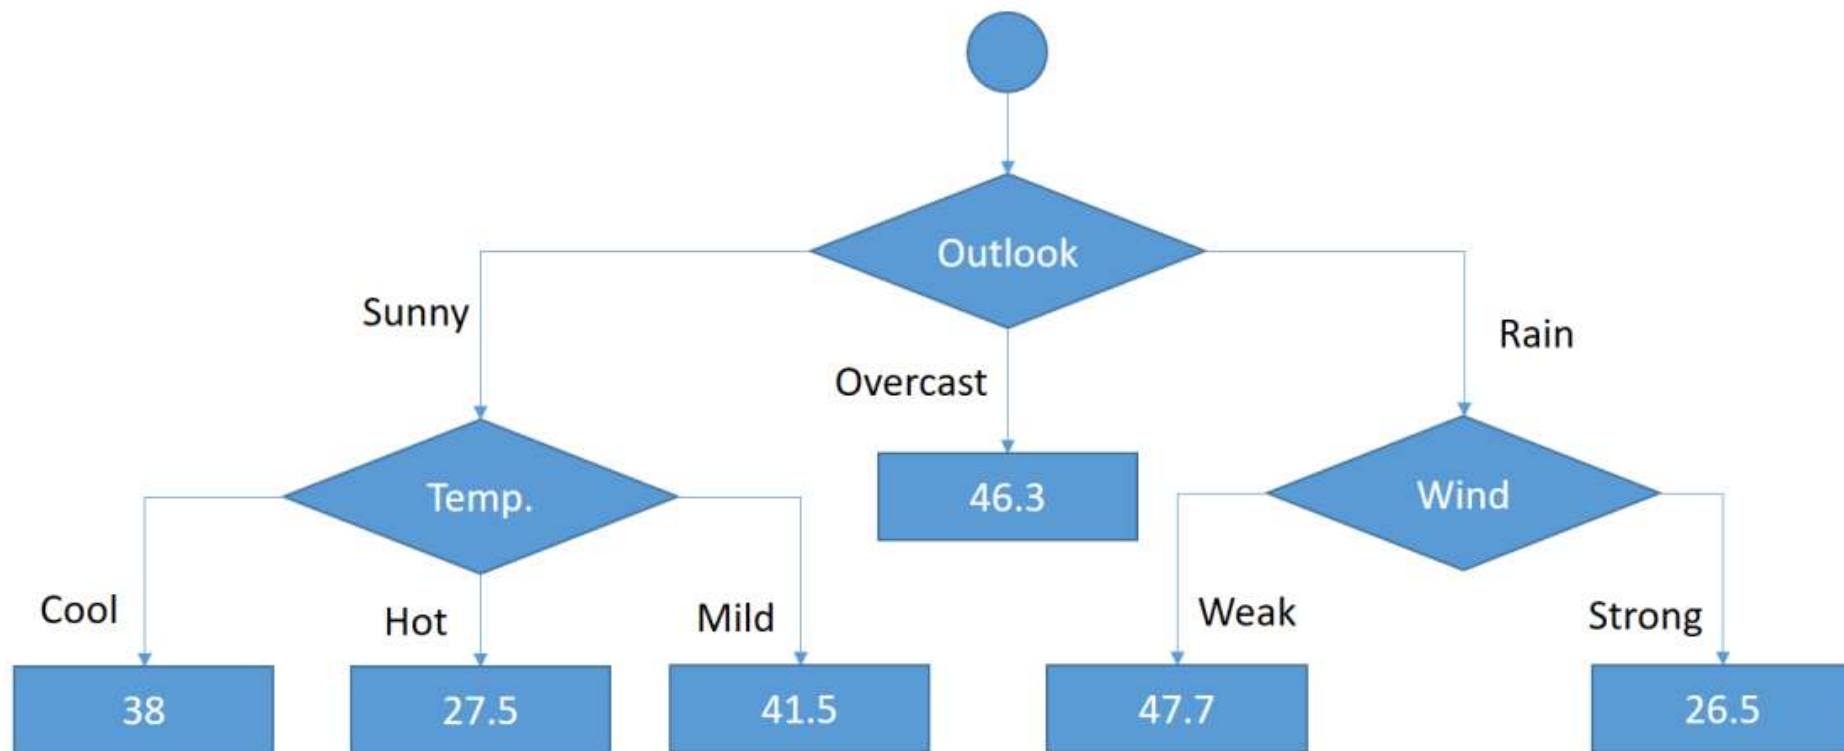 Outlook
Sunny
Rain
Overcast
46.3
Temp.
Wind
Cool
Hot
Mild
Weak
Strong
38
27.5
41.5
47.7
26.5